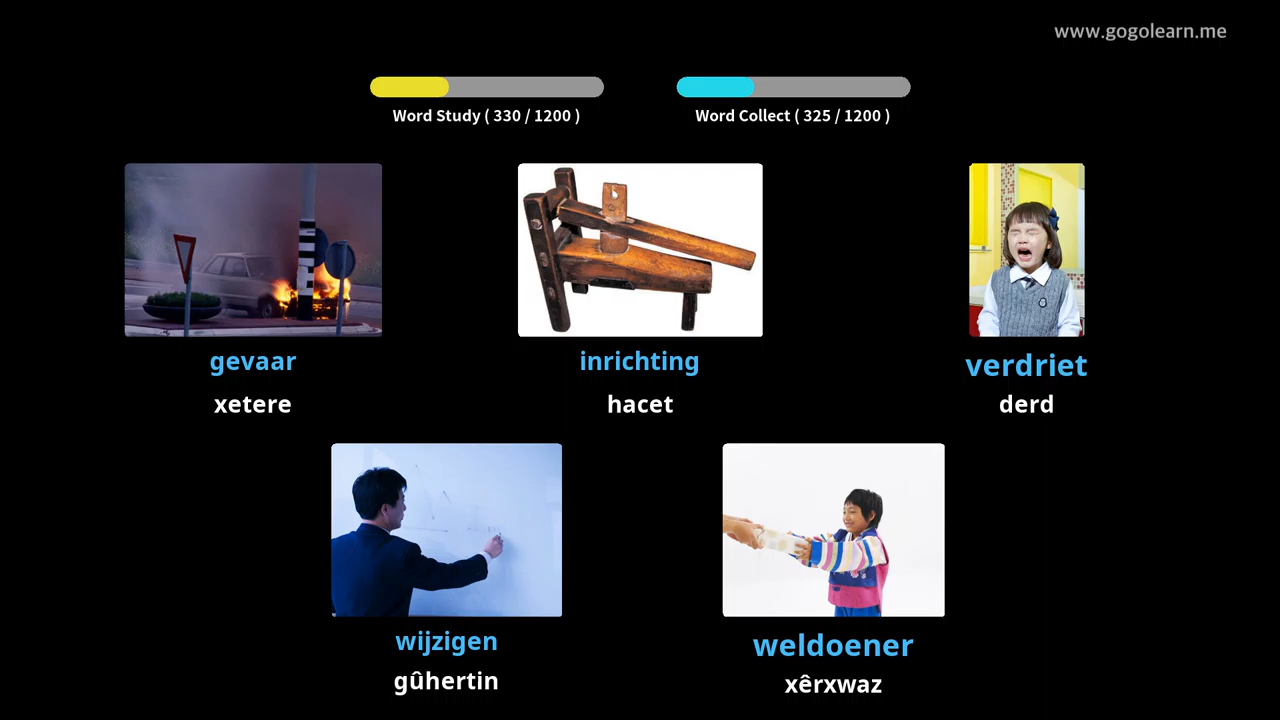 www.gogolearn.me
Word Study ( 330 / 1200 )
Word Collect ( 325 / 1200 )
gevaar
xetere
inrichting
hacet
verdriet
derd
wijzigen
gûhertin
weldoener
xêrxwaz